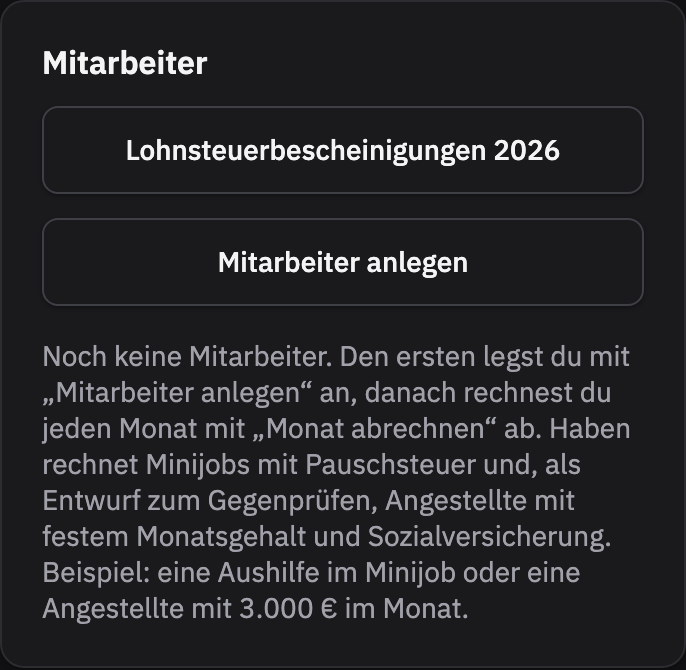 Mitarbeiter
Lohnsteuerbescheinigungen 2026
Mitarbeiter anlegen
Noch keine Mitarbeiter. Den ersten legst du mit
„Mitarbeiter anlegen“ an, danach rechnest du
jeden Monat mit „Monat abrechnen“ ab. Haben
rechnet Minijobs mit Pauschsteuer und, als
Entwurf zum Gegenprüfen, Angestellte mit
festem Monatsgehalt und Sozialversicherung.
Beispiel: eine Aushilfe im Minijob oder eine
Angestellte mit 3.000 € im Monat.